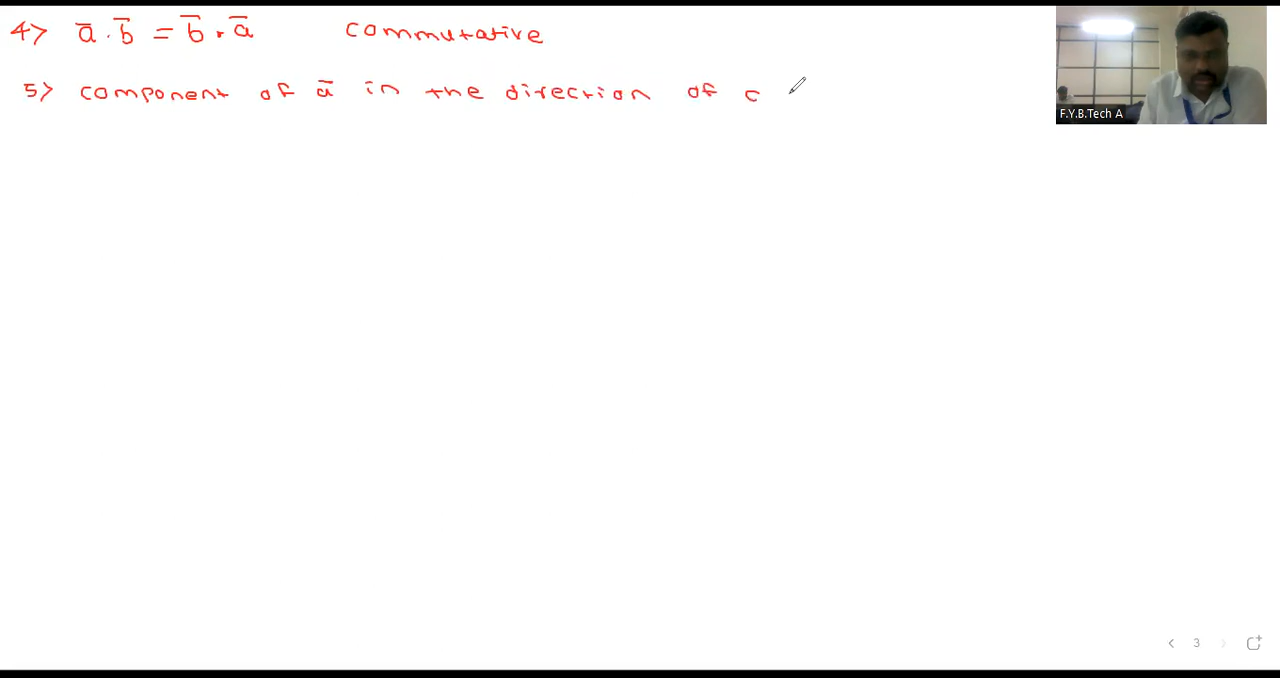 4> a̅ . b̅ = b̅ . a̅ commutative
5> component of a̅ in the direction of c
F.Y.B.Tech A
< 3 >